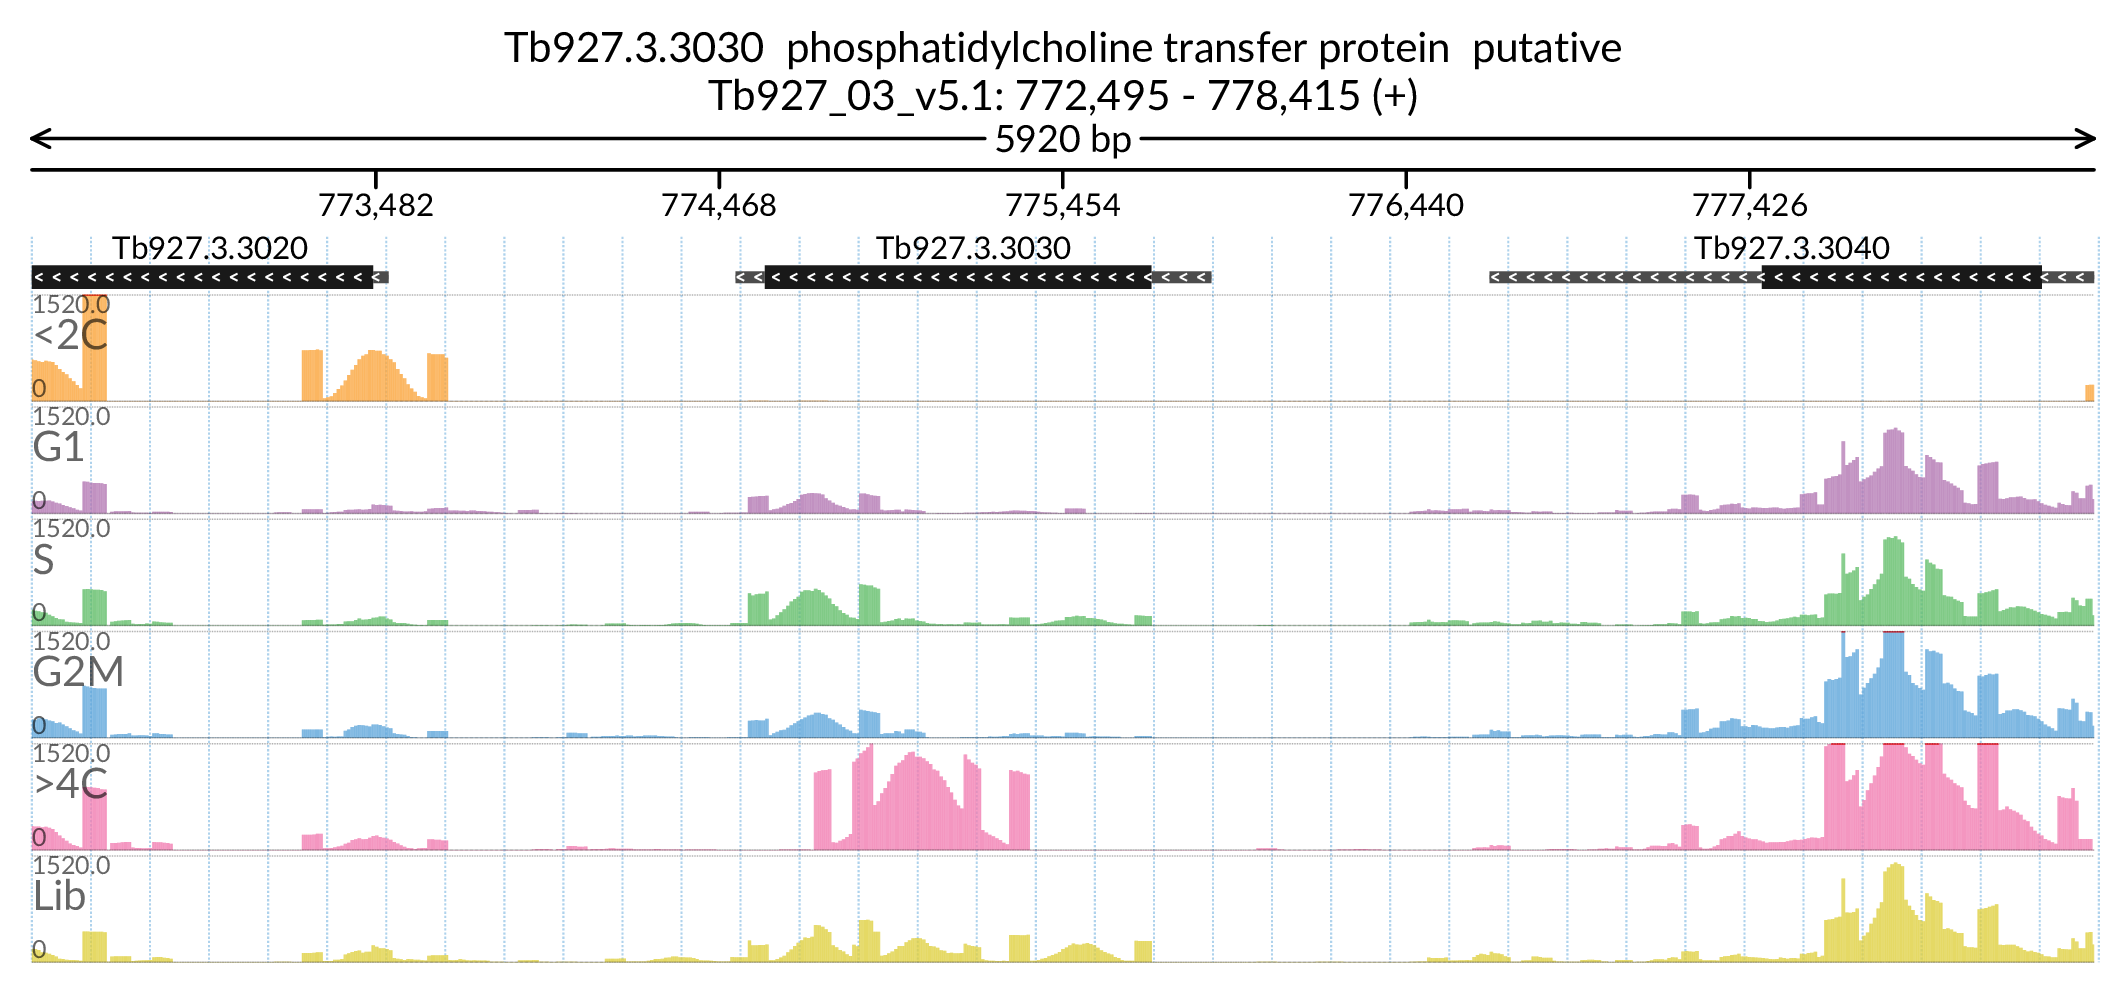 Tb927.3.3030  phosphatidylcholine transfer protein  putative
Tb927_03_v5.1: 772,495 - 778,415 (+)
5920 bp
773,482 774,468 775,454 776,440 777,426
Tb927.3.3020 Tb927.3.3030 Tb927.3.3040
1520.0
<2C
0
1520.0
G1
0
1520.0
S
0
1520.0
G2M
0
1520.0
>4C
0
1520.0
Lib
0